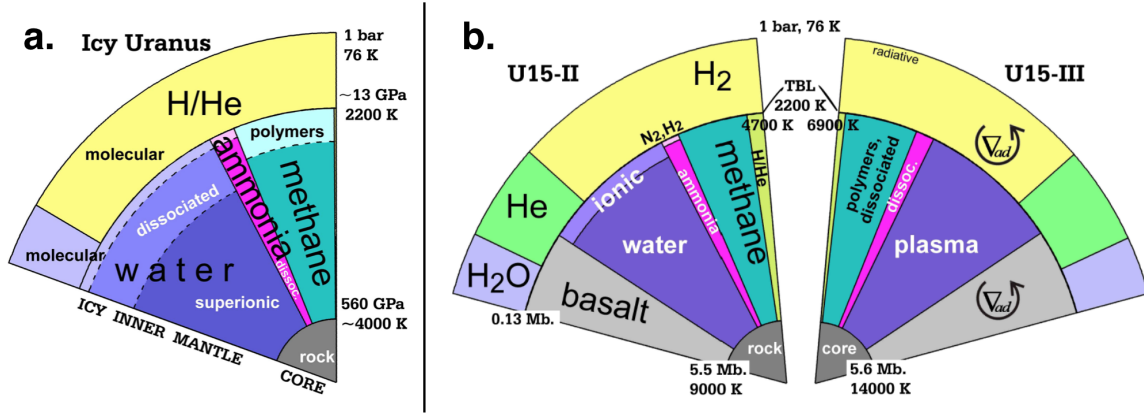 a.
Icy Uranus
1 bar
76 K
H/He
~13 GPa
2200 K
molecular
polymers
molecular
dissociated
ammonia
dissoc.
methane
water
superionic
560 GPa
~4000 K
rock
ICY INNER MANTLE
CORE
b.
1 bar, 76 K
U15-II
H2
TBL
2200 K
4700 K
6900 K
N2,H2
He
ionic
ammonia
methane
H/He
water
H2O
basalt
0.13 Mb.
rock
5.5 Mb.
9000 K
radiative
U15-III
∇ad
polymers,
dissociated
dissoc.
plasma
∇ad
core
5.6 Mb.
14000 K